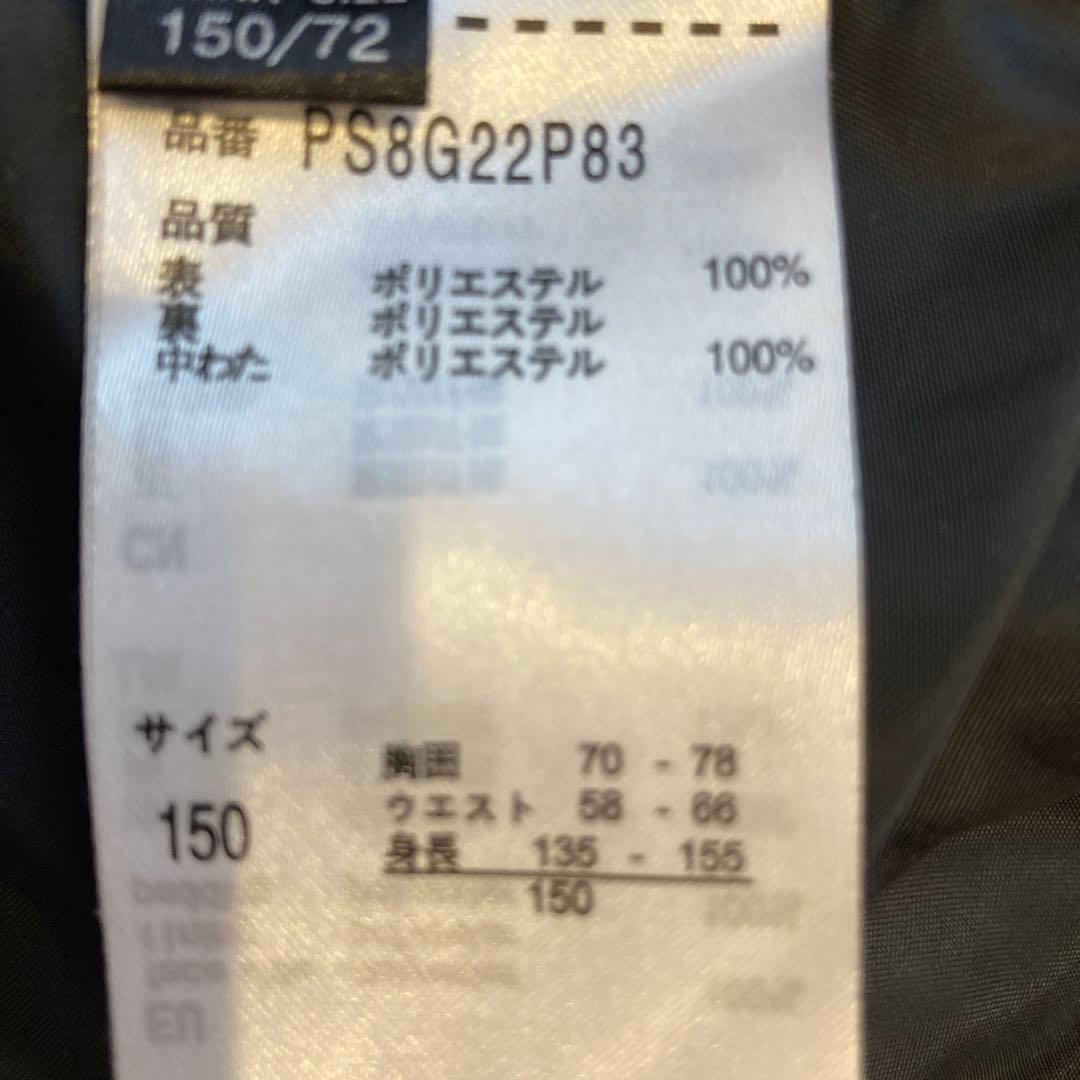 150/72
品番 PS8G22P83
品質
表 ポリエステル 100%
裏 ポリエステル
中わた ポリエステル 100%
サイズ
150
胸囲 70 - 78
ウエスト 58 - 66
身長 135 - 155
150